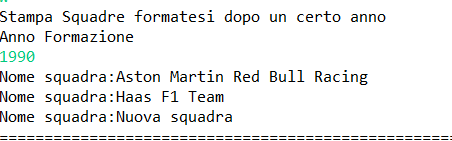 Stampa Squadre formatesi dopo un certo anno
Anno Formazione
1990
Nome squadra:Aston Martin Red Bull Racing
Nome squadra:Haas F1 Team
Nome squadra:Nuova squadra
==================================================